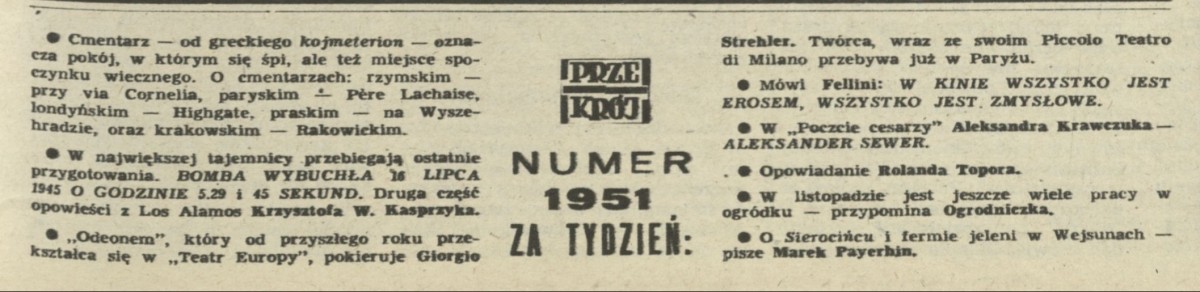 ● Cmentarz — od greckiego kojmeterion — ozna-
cza pokój, w którym się śpi, ale też miejsce spo-
czynku wiecznego. O cmentarzach: rzymskim —
przy via Cornelia, paryskim — Père Lachaise,
londyńskim — Highgate, praskim — na Wysze-
hradzie, oraz krakowskim — Rakowickim.
● W największej tajemnicy przebiegają ostatnie
przygotowania. BOMBA WYBUCHŁA 16 LIPCA
1945 O GODZINIE 5.29 i 45 SEKUND. Druga część
opowieści z Los Alamos Krzysztofa W. Kasprzyka.
● „Odeonem”, który od przyszłego roku prze-
kształca się w „Teatr Europy”, pokieruje Giorgio
PRZE
KRÓJ
NUMER
1951
ZA TYDZIEŃ:
Strehler. Twórca, wraz ze swoim Piccolo Teatro
di Milano przebywa już w Paryżu.
● Mówi Fellini: W KINIE WSZYSTKO JEST
EROSEM, WSZYSTKO JEST ZMYSŁOWE.
● W „Poczcie cesarzy” Aleksandra Krawczuka —
ALEKSANDER SEWER.
● Opowiadanie Rolanda Topora.
● W listopadzie jest jeszcze wiele pracy w
ogródku — przypomina Ogrodniczka.
● O Sierocińcu i fermie jeleni w Wejsunach —
pisze Marek Payerhin.